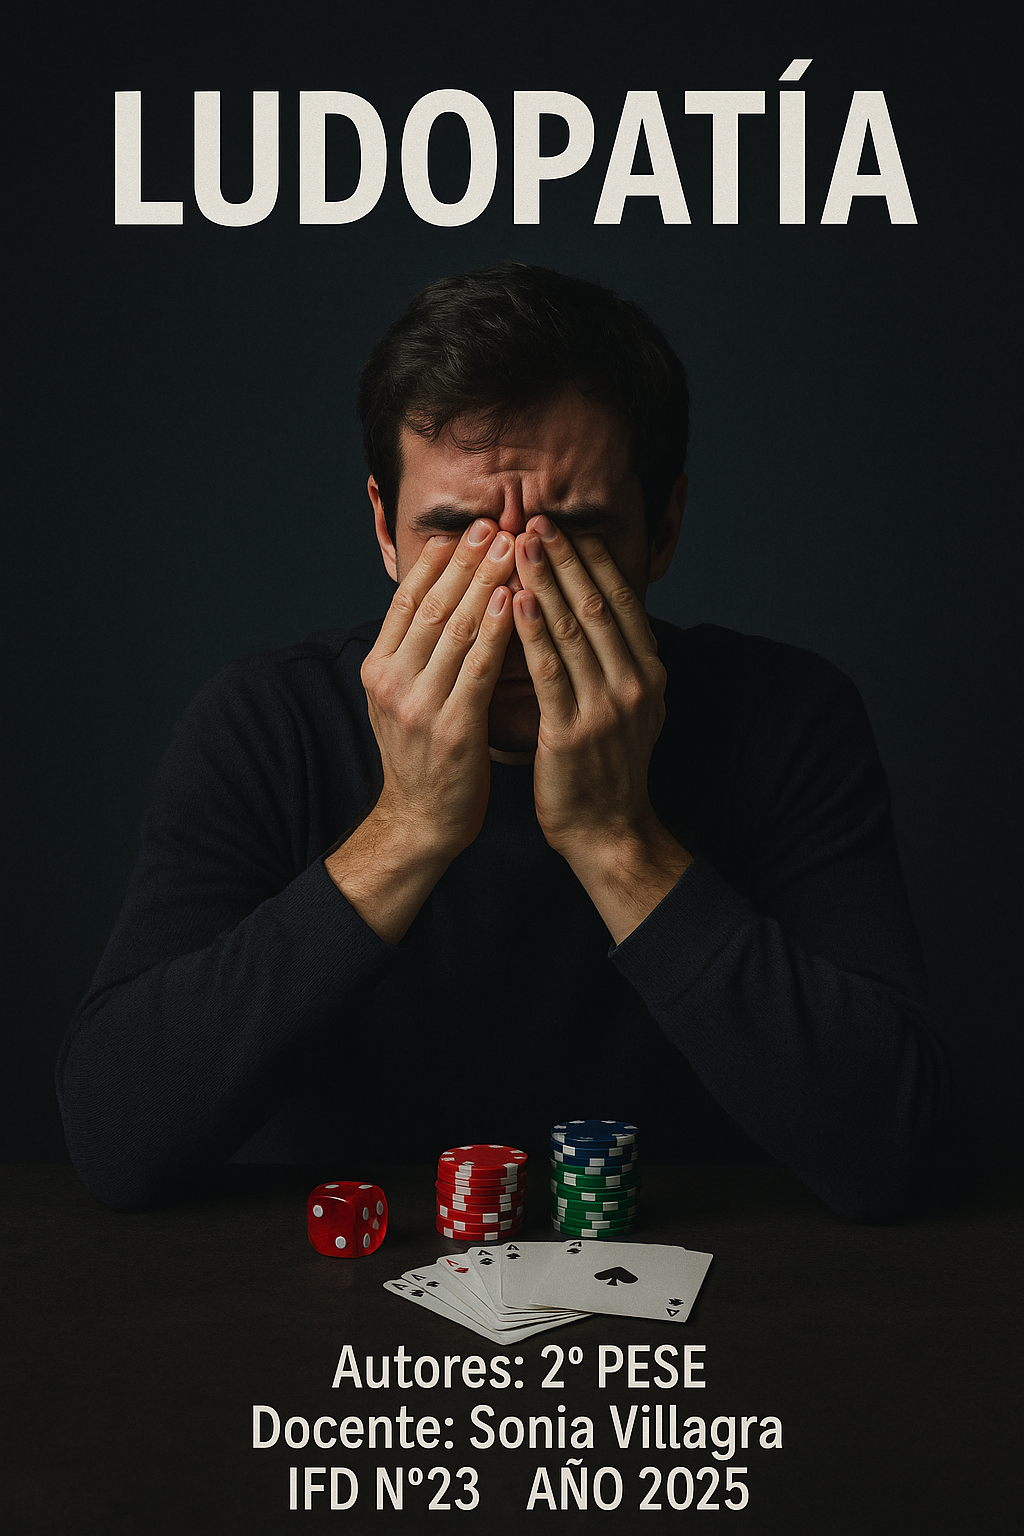 LUDOPATÍA
Autores: 2º PESE
Docente: Sonia Villagra
IFD Nº23 AÑO 2025